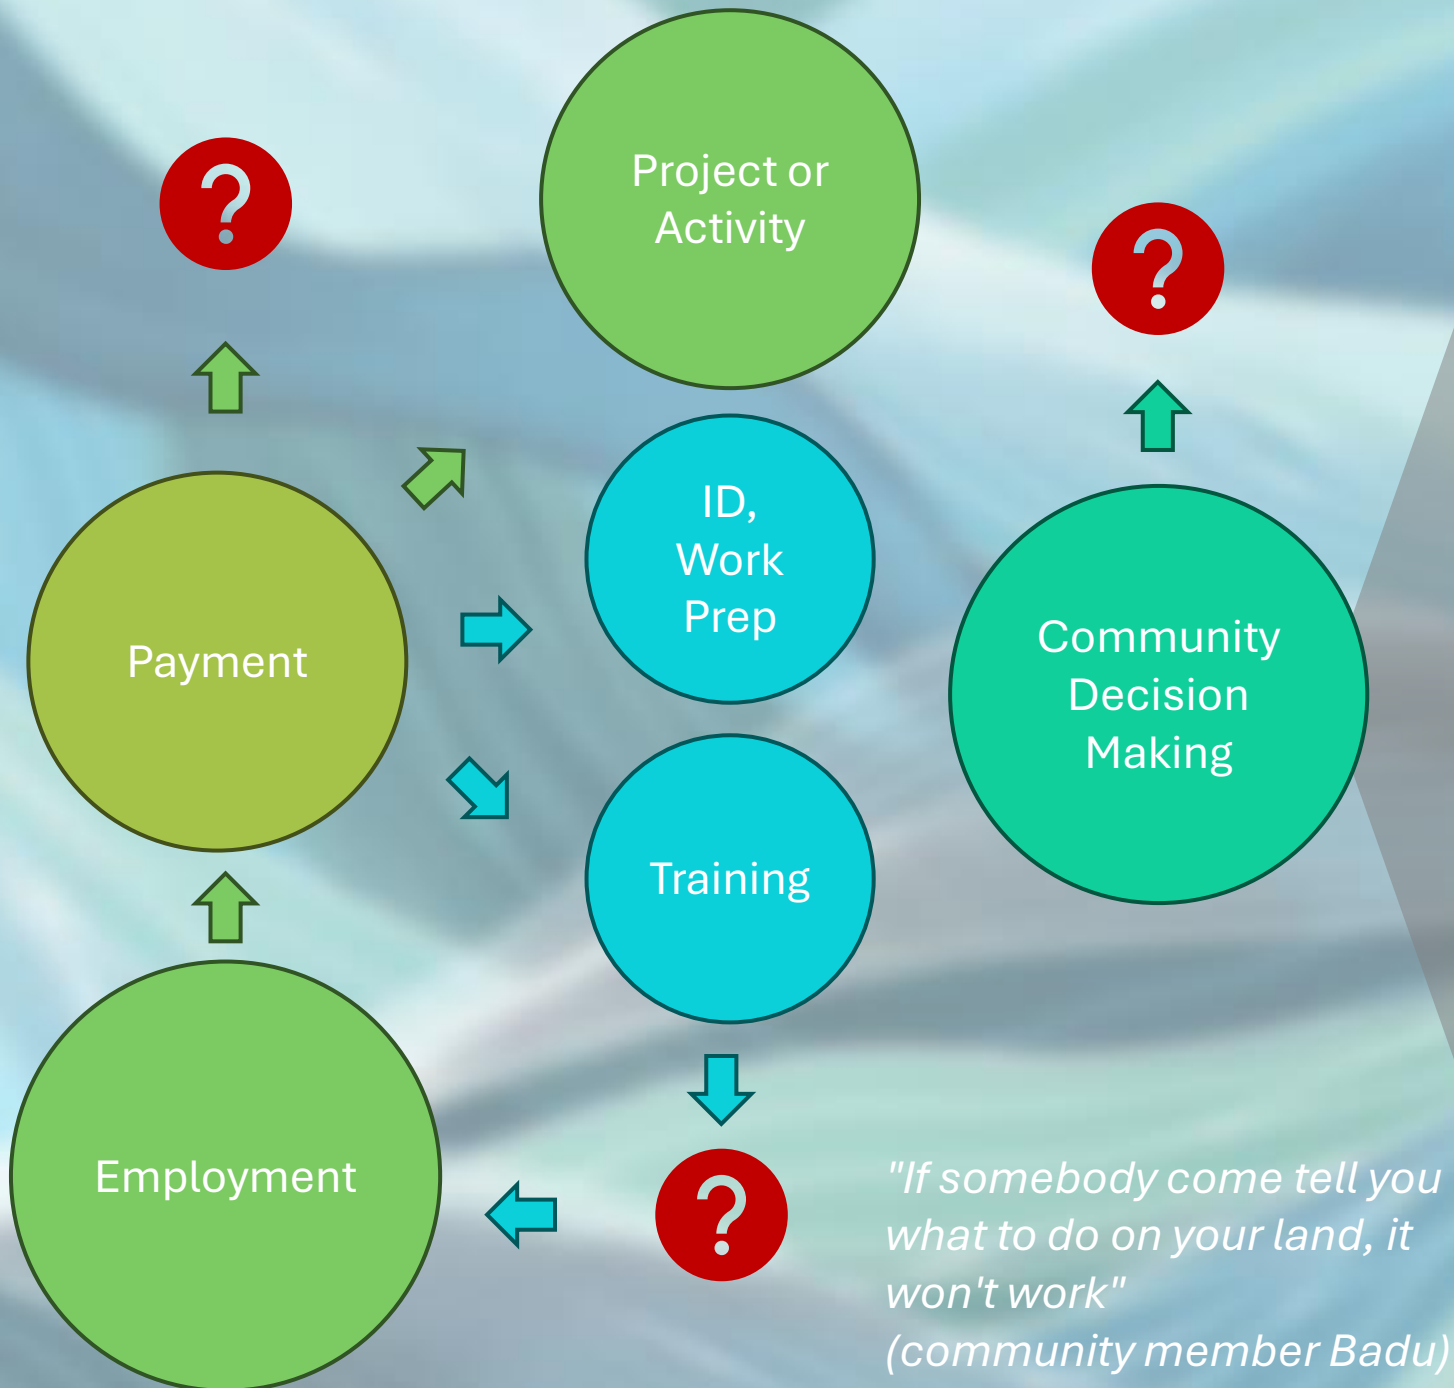 Project or
Activity
?
?
ID,
Work
Prep
Payment
Community
Decision
Making
Training
Employment
?
"If somebody come tell you
what to do on your land, it
won't work"
(community member Badu)